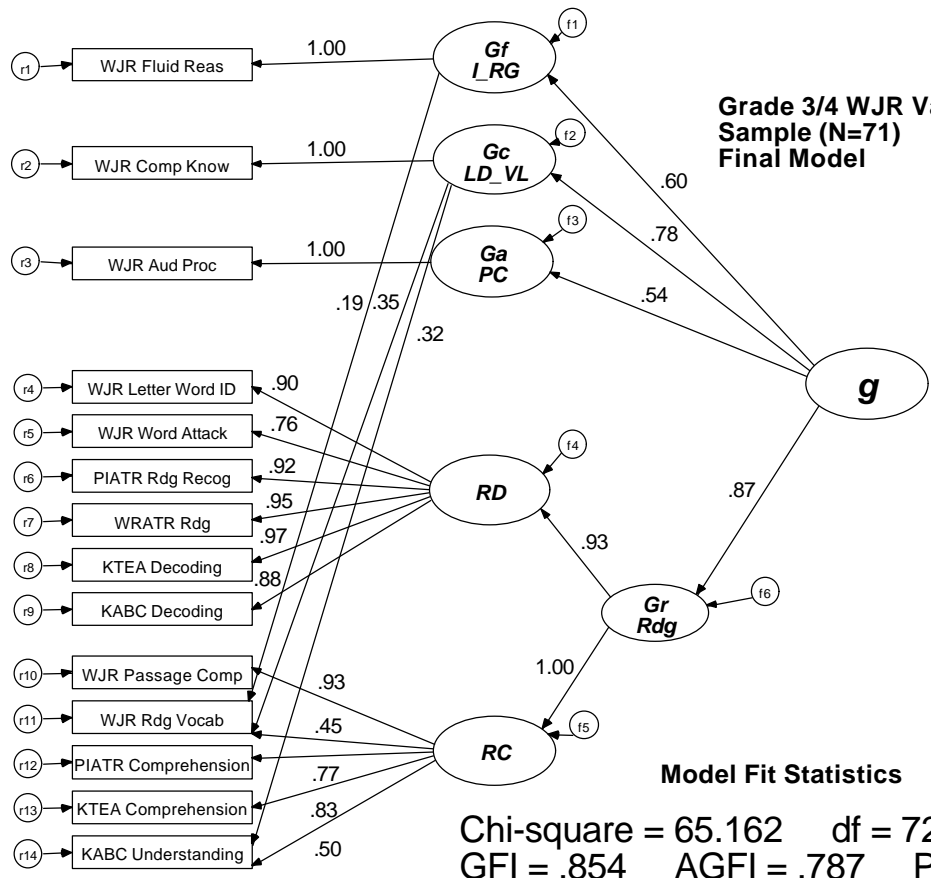 f1
Gf
I_RG
1.00
r1
WJR Fluid Reas
Grade 3/4 WJR Va
Sample (N=71)
Final Model
f2
Gc
LD_VL
1.00
r2
WJR Comp Know
.60
.78
f3
Ga
PC
1.00
r3
WJR Aud Proc
.54
.19
.35
.32
g
r4
WJR Letter Word ID
.90
r5
WJR Word Attack
.76
f4
r6
PIATR Rdg Recog
.92
RD
.87
r7
WRATR Rdg
.95
.97
.93
r8
KTEA Decoding
.88
r9
KABC Decoding
f6
Gr
Rdg
r10
WJR Passage Comp
.93
1.00
r11
WJR Rdg Vocab
.45
f5
RC
r12
PIATR Comprehension
.77
Model Fit Statistics
r13
KTEA Comprehension
.83
r14
KABC Understanding
.50
Chi-square = 65.162 df = 72
GFI = .854 AGFI = .787 P